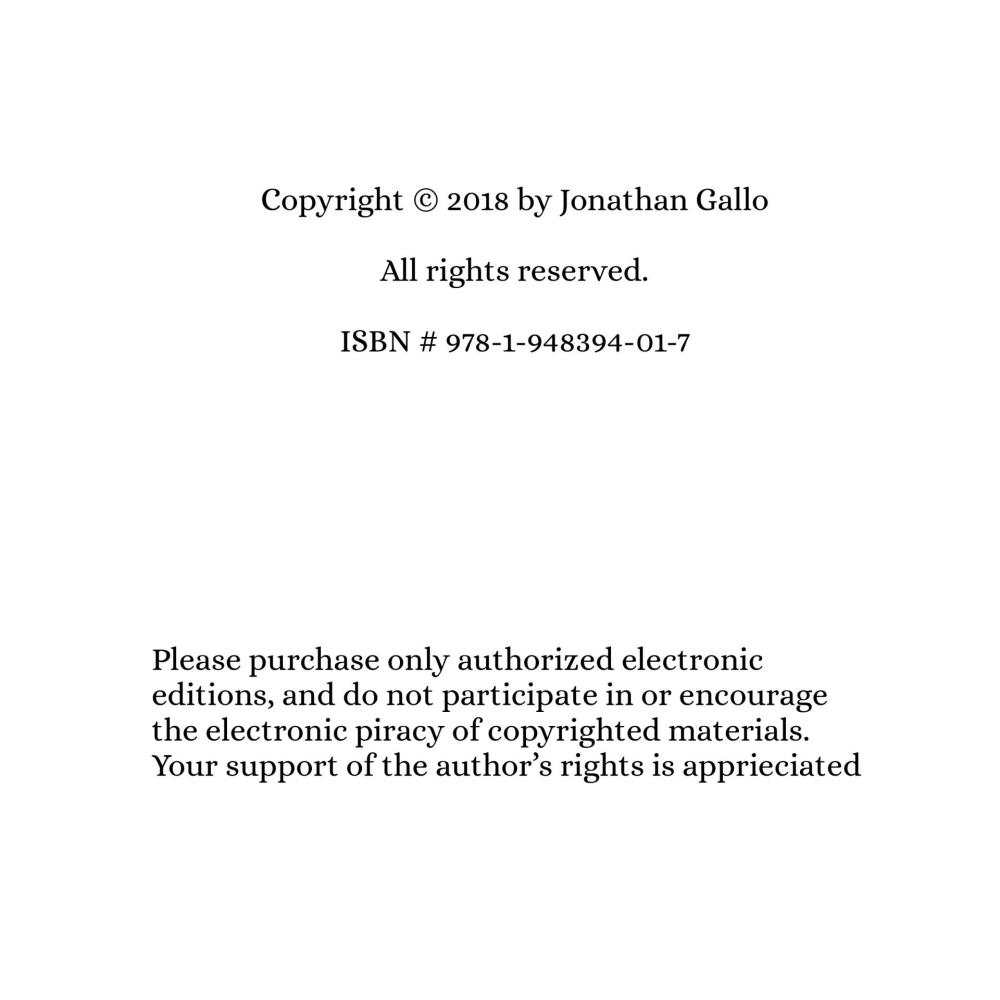 Copyright © 2018 by Jonathan Gallo
All rights reserved.
ISBN # 978-1-948394-01-7
Please purchase only authorized electronic
editions, and do not participate in or encourage
the electronic piracy of copyrighted materials.
Your support of the author’s rights is apprieciated